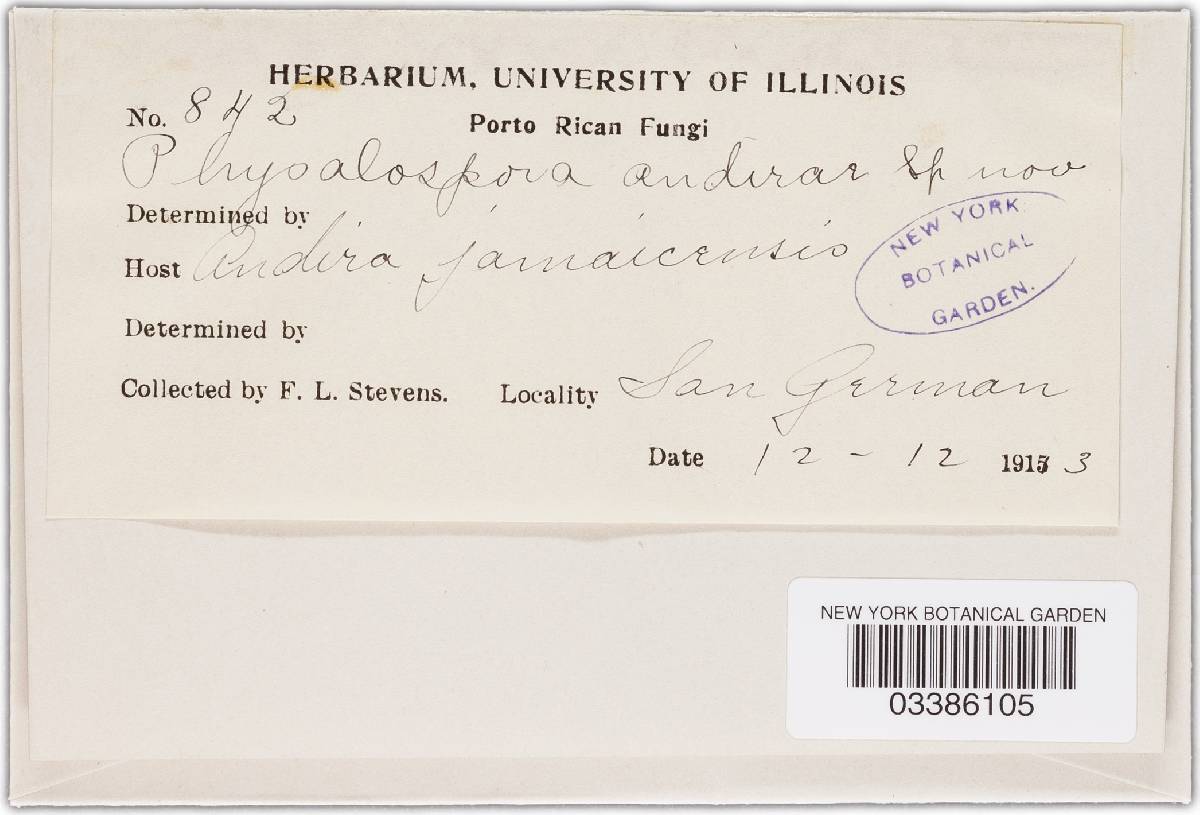 HERBARIUM, UNIVERSITY OF ILLINOIS
No. 842
Porto Rican Fungi
Physalospora andirae Sp nov
Determined by
Host Andira jamaicensis
NEW YORK
BOTANICAL
GARDEN.
Determined by
Collected by F. L. Stevens. Locality San German
Date 12-12 1915 3
NEW YORK BOTANICAL GARDEN
03386105